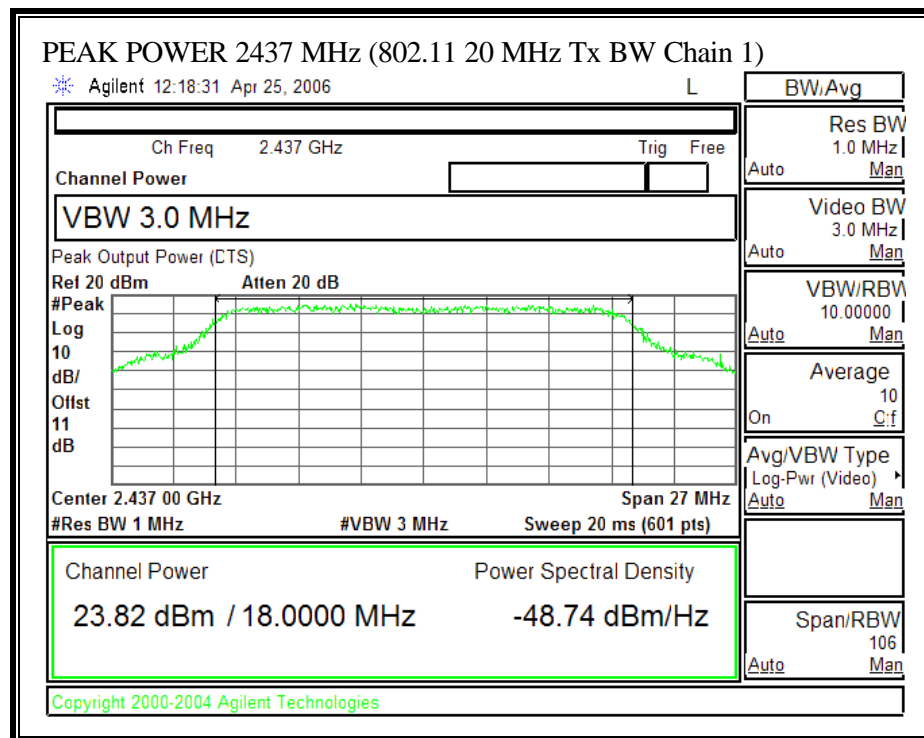 PEAK POWER 2437 MHz (802.11 20 MHz Tx BW Chain 1)
Agilent 12:18:31 Apr 25, 2006 L
BW/Avg
Ch Freq 2.437 GHz Trig Free
Channel Power
VBW 3.0 MHz
Peak Output Power (DTS)
Ref 20 dBm Atten 20 dB
#Peak
Log
10
dB/
Offst
11
dB
Center 2.437 00 GHz Span 27 MHz
#Res BW 1 MHz #VBW 3 MHz Sweep 20 ms (601 pts)
Channel Power Power Spectral Density
23.82 dBm / 18.0000 MHz -48.74 dBm/Hz
Res BW
1.0 MHz
Auto Man
Video BW
3.0 MHz
Auto Man
VBW/RBW
10.00000
Auto Man
Average
10
On Off
Avg/VBW Type
Log-Pwr (Video)
Auto Man
Span/RBW
106
Auto Man
Copyright 2000-2004 Agilent Technologies